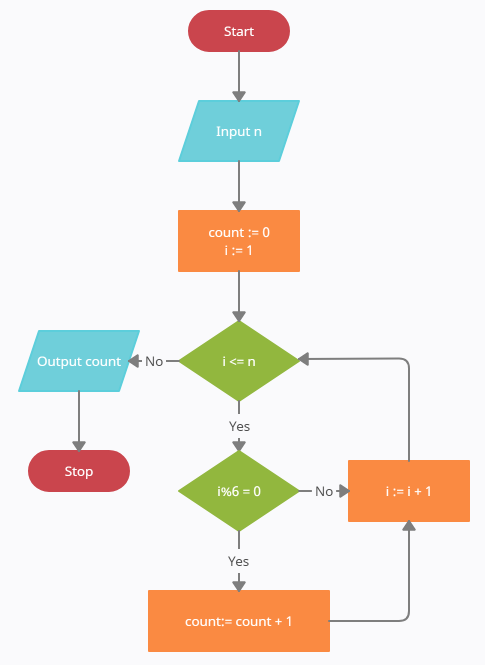 Start
Input n
count := 0
i := 1
i <= n
No
Output count
Stop
Yes
i%6 = 0
No
i := i + 1
Yes
count:= count + 1